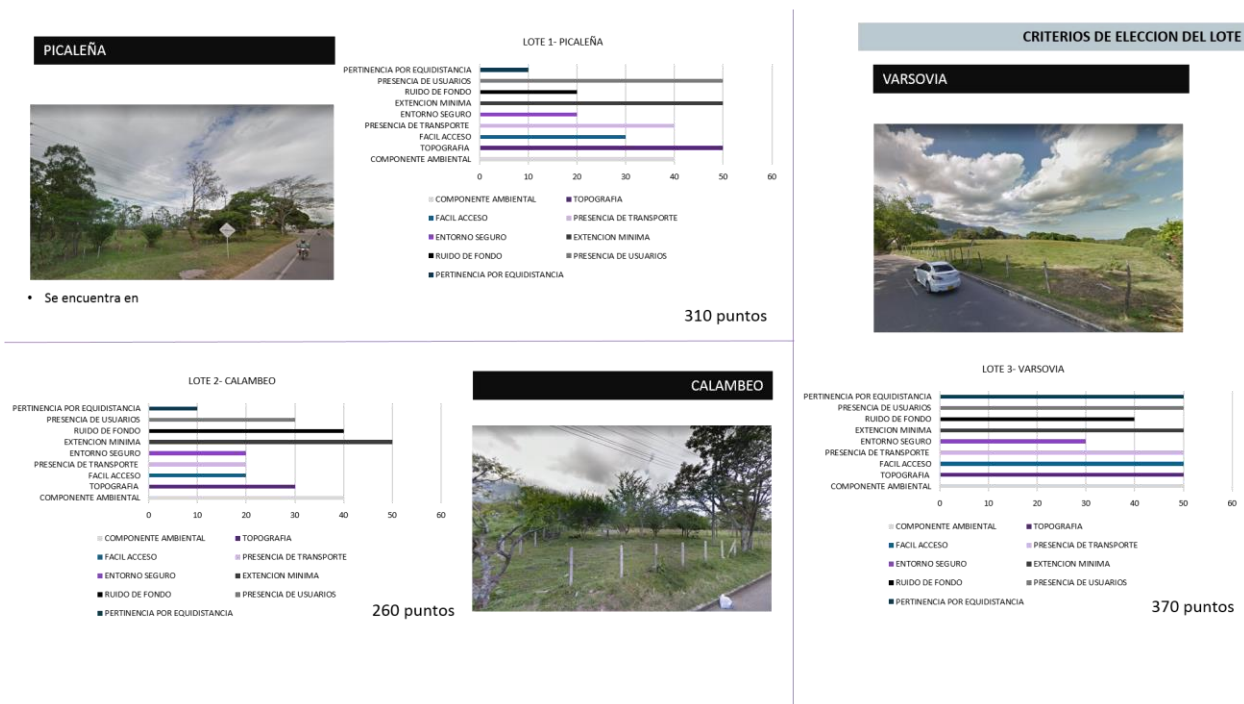 PICALEÑA
LOTE 1- PICALEÑA
PERTINENCIA POR EQUIDISTANCIA
PRESENCIA DE USUARIOS
RUIDO DE FONDO
EXTENCION MINIMA
ENTORNO SEGURO
PRESENCIA DE TRANSPORTE
FACIL ACCESO
TOPOGRAFIA
COMPONENTE AMBIENTAL
0 10 20 30 40 50 60
COMPONENTE AMBIENTAL TOPOGRAFIA
FACIL ACCESO PRESENCIA DE TRANSPORTE
ENTORNO SEGURO EXTENCION MINIMA
RUIDO DE FONDO PRESENCIA DE USUARIOS
PERTINENCIA POR EQUIDISTANCIA
• Se encuentra en
310 puntos
LOTE 2- CALAMBEO
PERTINENCIA POR EQUIDISTANCIA
PRESENCIA DE USUARIOS
RUIDO DE FONDO
EXTENCION MINIMA
ENTORNO SEGURO
PRESENCIA DE TRANSPORTE
FACIL ACCESO
TOPOGRAFIA
COMPONENTE AMBIENTAL
0 10 20 30 40 50 60
COMPONENTE AMBIENTAL TOPOGRAFIA
FACIL ACCESO PRESENCIA DE TRANSPORTE
ENTORNO SEGURO EXTENCION MINIMA
RUIDO DE FONDO PRESENCIA DE USUARIOS
PERTINENCIA POR EQUIDISTANCIA
260 puntos
CALAMBEO
CRITERIOS DE ELECCION DEL LOTE
VARSOVIA
LOTE 3- VARSOVIA
PERTINENCIA POR EQUIDISTANCIA
PRESENCIA DE USUARIOS
RUIDO DE FONDO
EXTENCION MINIMA
ENTORNO SEGURO
PRESENCIA DE TRANSPORTE
FACIL ACCESO
TOPOGRAFIA
COMPONENTE AMBIENTAL
0 10 20 30 40 50 60
COMPONENTE AMBIENTAL TOPOGRAFIA
FACIL ACCESO PRESENCIA DE TRANSPORTE
ENTORNO SEGURO EXTENCION MINIMA
RUIDO DE FONDO PRESENCIA DE USUARIOS
PERTINENCIA POR EQUIDISTANCIA
370 puntos